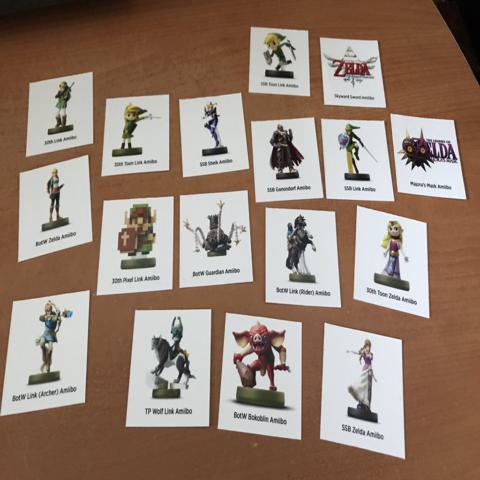 SSB Toon Link Amiibo
ZELDA
Skyward Sword Amiibo
30th Link Amiibo
30th Toon Link Amiibo
SSB Sheik Amiibo
SSB Ganondorf Amiibo
SSB Link Amiibo
ZELDA
Majora's Mask Amiibo
BotW Zelda Amiibo
30th Pixel Link Amiibo
BotW Guardian Amiibo
BotW Link (Rider) Amiibo
30th Toon Zelda Amiibo
BotW Link (Archer) Amiibo
TP Wolf Link Amiibo
BotW Bokoblin Amiibo
SSB Zelda Amiibo